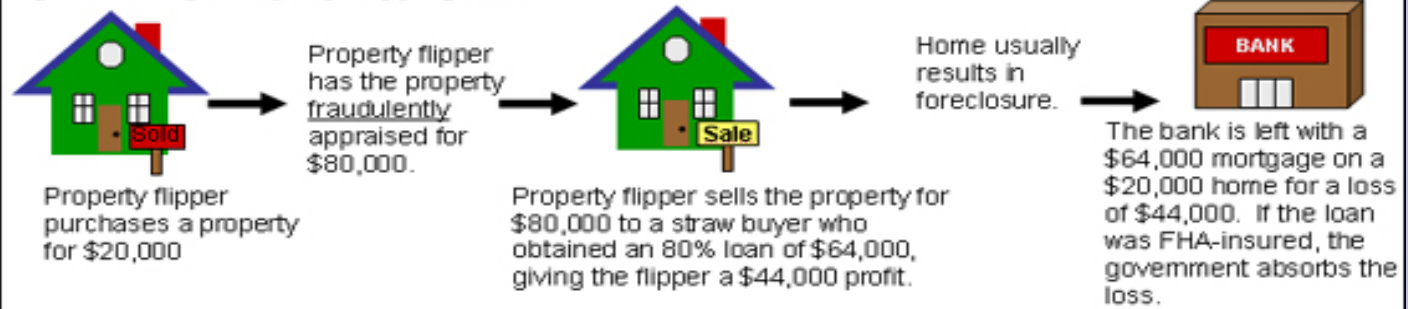 Sold
Property flipper
purchases a property
for $20,000
Property flipper
has the property
fraudulently
appraised for
$80,000.
Sale
Property flipper sells the property for
$80,000 to a straw buyer who
obtained an 80% loan of $64,000,
giving the flipper a $44,000 profit.
Home usually
results in
foreclosure.
BANK
The bank is left with a
$64,000 mortgage on a
$20,000 home for a loss
of $44,000. If the loan
was FHA-insured, the
government absorbs the
loss.